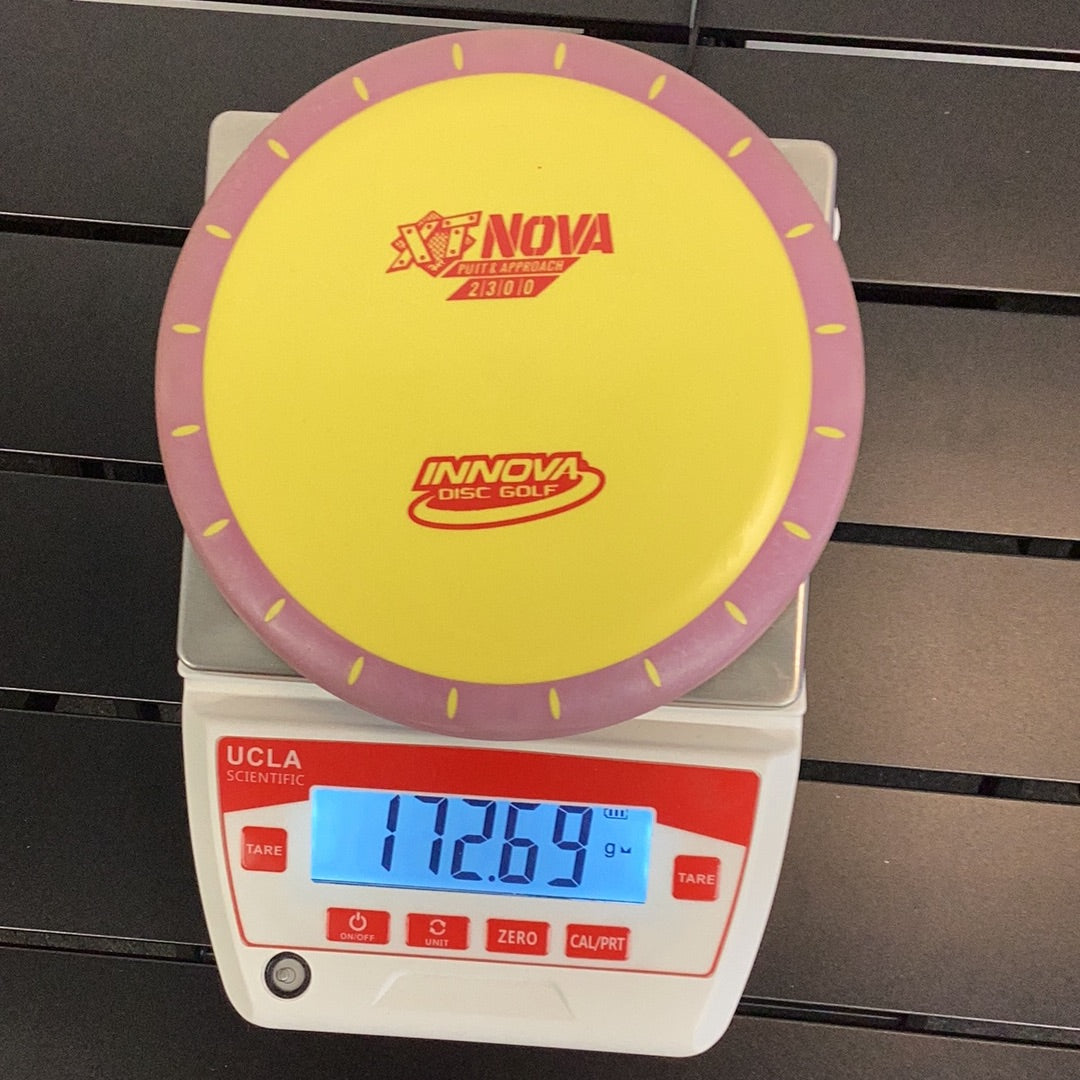 XT NOVA
PUTT & APPROACH
2|3|0|0
INNOVA
DISC GOLF
UCLA
SCIENTIFIC
172.69
g
TARE
TARE
ON/OFF
UNIT
ZERO
CAL/PRT